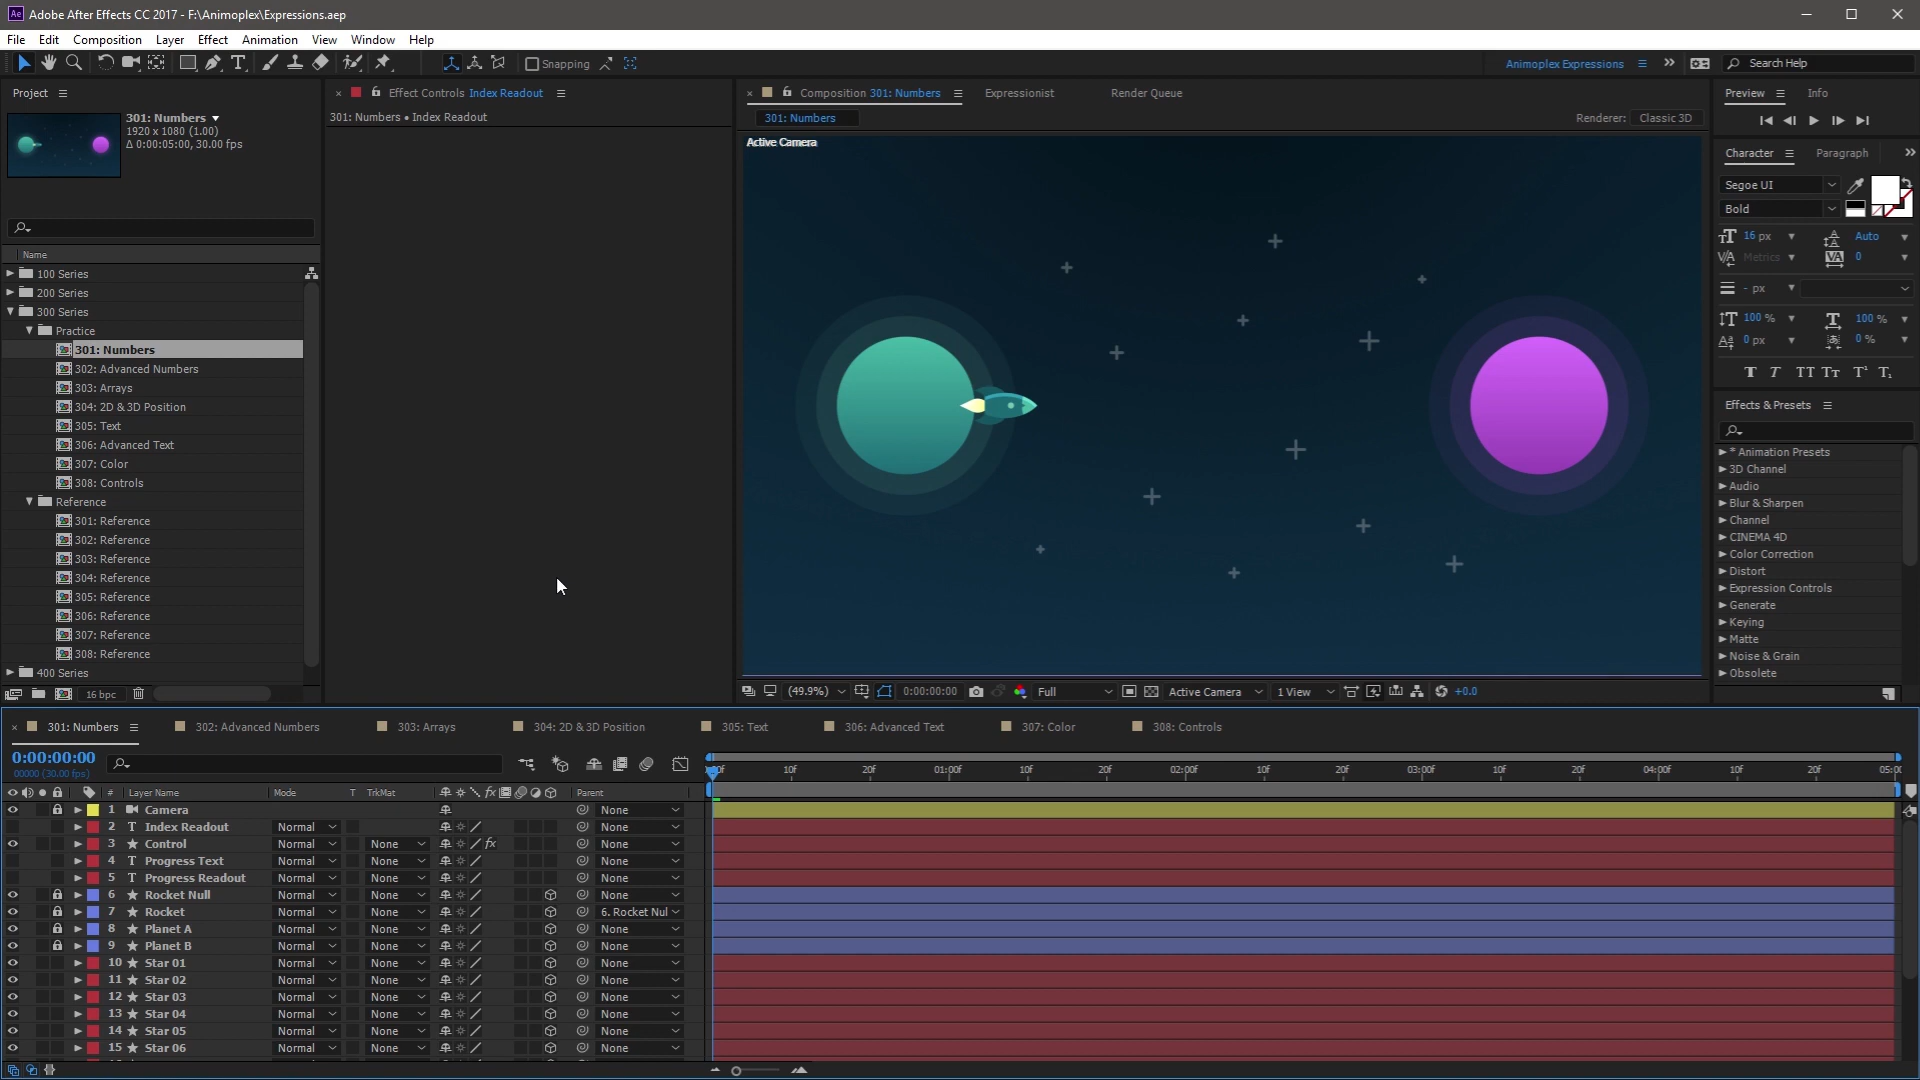 Ae Adobe After Effects CC 2017 - F:\Animoplex\Expressions.aep
File Edit Composition Layer Effect Animation View Window Help
Snapping
Animoplex Expressions
Search Help
Project
301: Numbers
1920 x 1080 (1.00)
Δ 0:00:05:00, 30.00 fps
Name
100 Series
200 Series
300 Series
Practice
301: Numbers
302: Advanced Numbers
303: Arrays
304: 2D & 3D Position
305: Text
306: Advanced Text
307: Color
308: Controls
Reference
301: Reference
302: Reference
303: Reference
304: Reference
305: Reference
306: Reference
307: Reference
308: Reference
400 Series
16 bpc
Effect Controls Index Readout
301: Numbers • Index Readout
Composition 301: Numbers
Expressionist
Render Queue
301: Numbers
Renderer: Classic 3D
Active Camera
(49.9%) 0:00:00:00 Full Active Camera 1 View +0.0
Preview Info
Character Paragraph
Segoe UI
Bold
16 px Auto
Metrics 0
- px
100 % 100 %
0 px 0 %
T T TT Tт T¹ T₁
Effects & Presets
* Animation Presets
3D Channel
Audio
Blur & Sharpen
Channel
CINEMA 4D
Color Correction
Distort
Expression Controls
Generate
Keying
Matte
Noise & Grain
Obsolete
301: Numbers 302: Advanced Numbers 303: Arrays 304: 2D & 3D Position 305: Text 306: Advanced Text 307: Color 308: Controls
0:00:00:00
00000 (30.00 fps)
10f 20f 01:00f 10f 20f 02:00f 10f 20f 03:00f 10f 20f 04:00f 10f 20f
# Layer Name Mode T TrkMat fx Parent
1 Camera None
2 T Index Readout Normal None
3 Control Normal None fx None
4 T Progress Text Normal None None
5 T Progress Readout Normal None None
6 Rocket Null Normal None None
7 Rocket Normal None 6. Rocket Nul
8 Planet A Normal None None
9 Planet B Normal None None
10 Star 01 Normal None None
11 Star 02 Normal None None
12 Star 03 Normal None None
13 Star 04 Normal None None
14 Star 05 Normal None None
15 Star 06 Normal None None